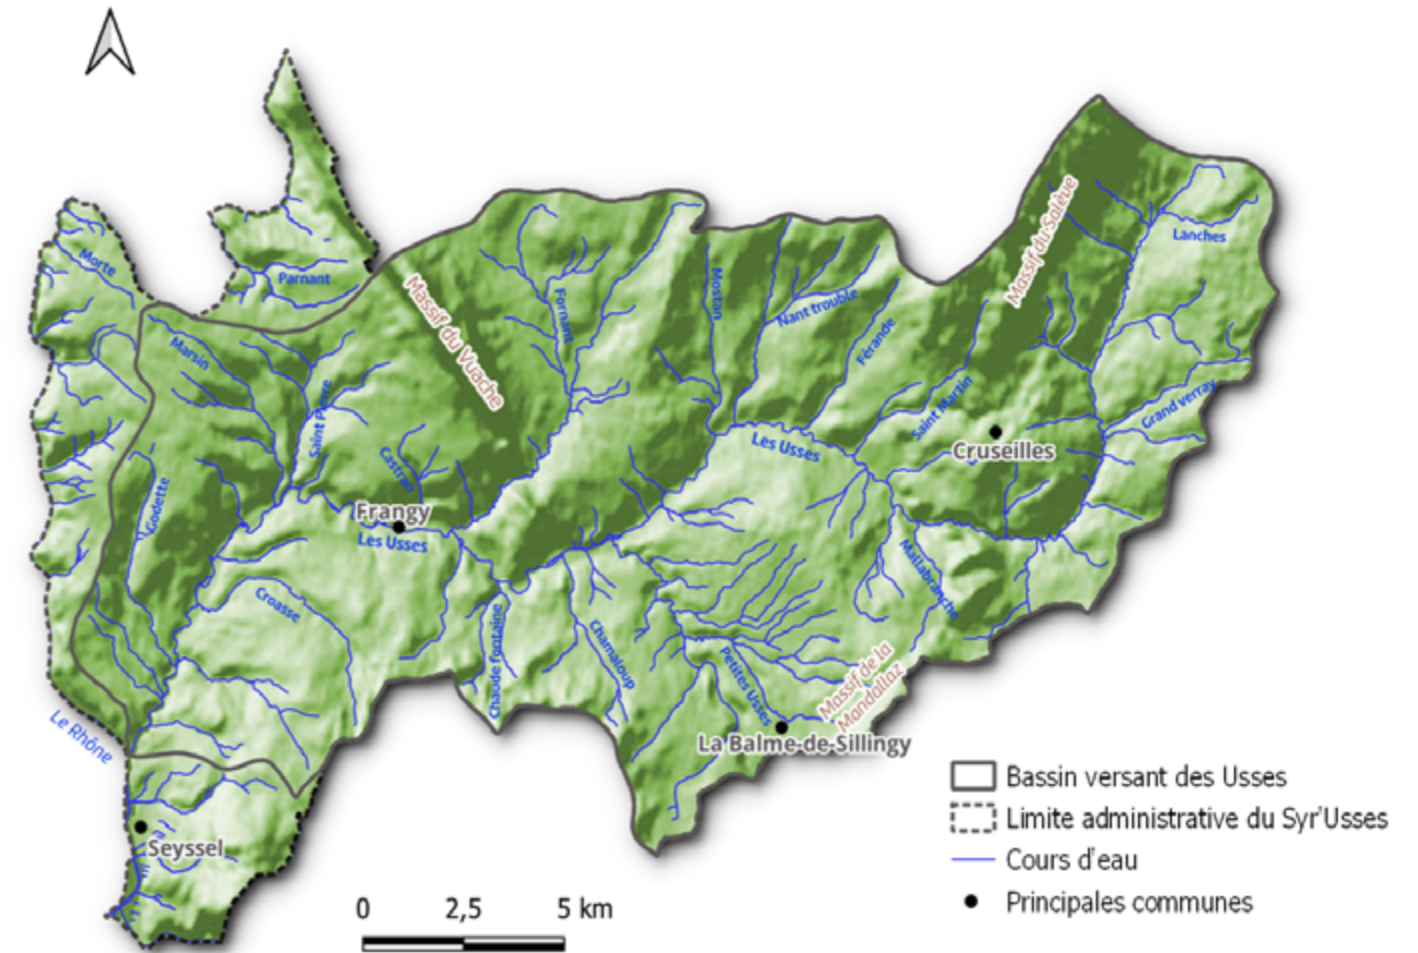 Massif du Salève
Lanches
Morte
Parnant
Massif du Vuache
Fornant
Mostan
Nant trouble
Férande
Marsin
Saint Pierre
Saint Martin
Grand verray
Castran
Les Usses
Cruseilles
Godette
Frangy
Les Usses
Mallabranche
Croasse
Chaude fontaine
Chamaloup
Petites Usses
Massif de la
Mandallaz
Le Rhône
La Balme-de-Sillingy
Seyssel
Bassin versant des Usses
Limite administrative du Syr'Usses
Cours d'eau
Principales communes
0 2,5 5 km